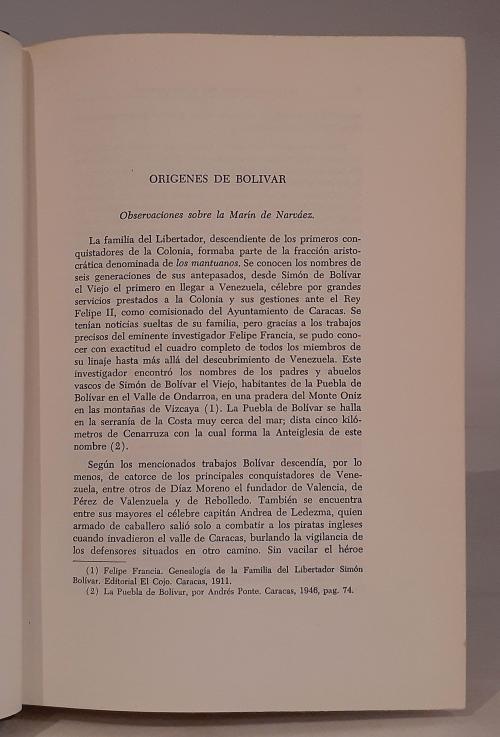 ORIGENES DE BOLIVAR
Observaciones sobre la Marín de Narváez.
La familia del Libertador, descendiente de los primeros con-
quistadores de la Colonia, formaba parte de la fracción aristo-
crática denominada de los mantuanos. Se conocen los nombres de
seis generaciones de sus antepasados, desde Simón de Bolívar
el Viejo el primero en llegar a Venezuela, célebre por grandes
servicios prestados a la Colonia y sus gestiones ante el Rey
Felipe II, como comisionado del Ayuntamiento de Caracas. Se
tenían noticias sueltas de su familia, pero gracias a los trabajos
precisos del eminente investigador Felipe Francia, se pudo cono-
cer con exactitud el cuadro completo de todos los miembros de
su linaje hasta más allá del descubrimiento de Venezuela. Este
investigador encontró los nombres de los padres y abuelos
vascos de Simón de Bolívar el Viejo, habitantes de la Puebla de
Bolívar en el Valle de Ondarroa, en una pradera del Monte Oníz
en las montañas de Vizcaya (1). La Puebla de Bolívar se halla
en la serranía de la Costa muy cerca del mar; dista cinco kiló-
metros de Cenarruza con la cual forma la Anteiglesia de este
nombre (2).
Según los mencionados trabajos Bolívar descendía, por lo
menos, de catorce de los principales conquistadores de Vene-
zuela, entre otros de Díaz Moreno el fundador de Valencia, de
Pérez de Valenzuela y de Rebolledo. También se encuentra
entre sus mayores el célebre capitán Andrea de Ledezma, quien
armado de caballero salió solo a combatir a los piratas ingleses
cuando invadieron el valle de Caracas, burlando la vigilancia de
los defensores situados en otro camino. Sin vacilar el héroe
(1) Felipe Francia. Genealogía de la Familia del Libertador Simón
Bolívar. Editorial El Cojo. Caracas, 1911.
(2) La Puebla de Bolívar, por Andrés Ponte. Caracas, 1946, pag. 74.